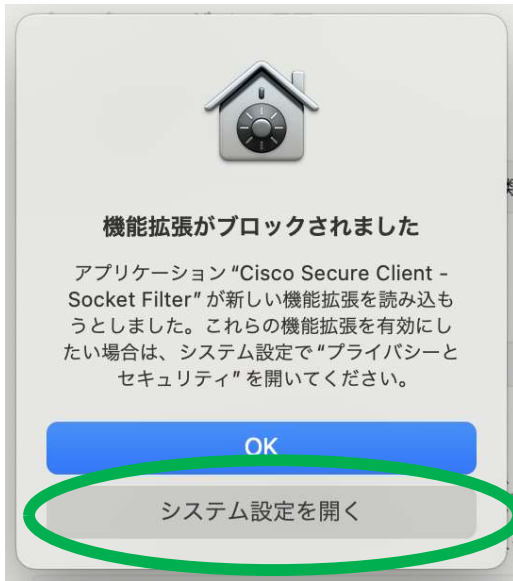 機能拡張がブロックされました
アプリケーション“Cisco Secure Client -
Socket Filter”が新しい機能拡張を読み込も
うとしました。これらの機能拡張を有効にし
たい場合は、システム設定で“プライバシーと
セキュリティ”を開いてください。
OK
システム設定を開く